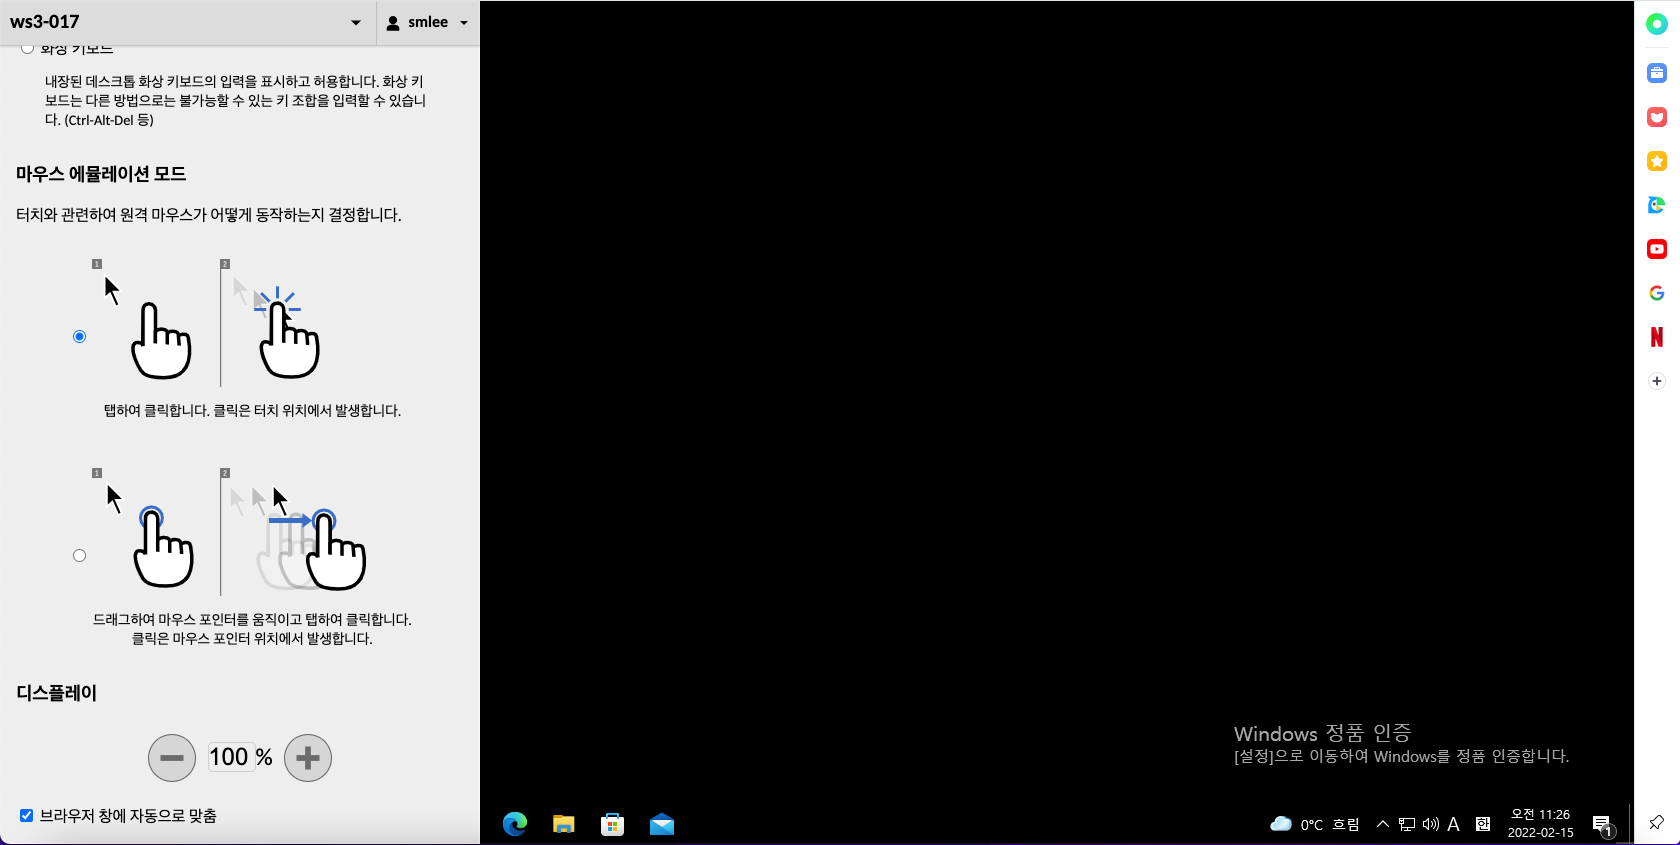 ws3-017
smlee
화상 키보드
내장된 데스크톱 화상 키보드의 입력을 표시하고 허용합니다. 화상 키
보드는 다른 방법으로는 불가능할 수 있는 키 조합을 입력할 수 있습니
다. (Ctrl-Alt-Del 등)
마우스 에뮬레이션 모드
터치와 관련하여 원격 마우스가 어떻게 동작하는지 결정합니다.
1
2
탭하여 클릭합니다. 클릭은 터치 위치에서 발생합니다.
1
2
드래그하여 마우스 포인터를 움직이고 탭하여 클릭합니다.
클릭은 마우스 포인터 위치에서 발생합니다.
디스플레이
100 %
브라우저 창에 자동으로 맞춤
Windows 정품 인증
[설정]으로 이동하여 Windows를 정품 인증합니다.
0°C 흐림
A
한
오전 11:26
2022-02-15
1